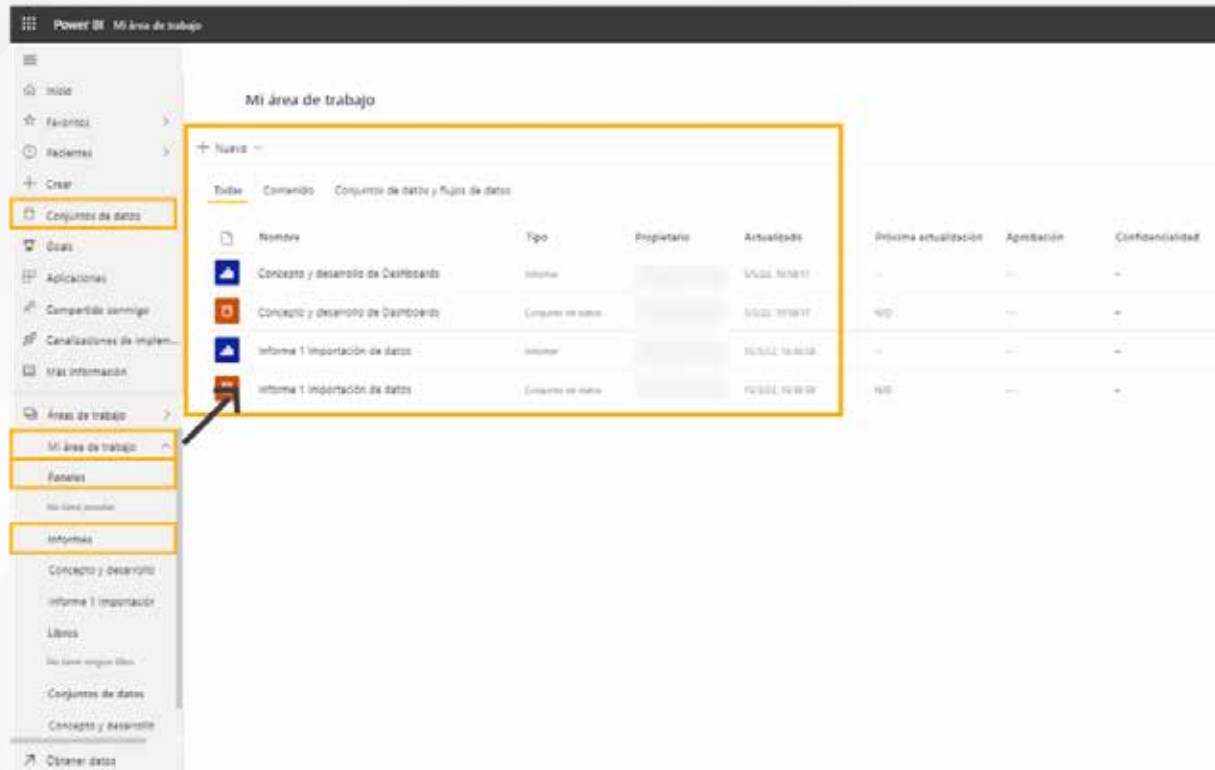 Power BI Mi área de trabajo
Inicio
Favoritos
Recientes
Crear
Conjuntos de datos
Goals
Aplicaciones
Compartido conmigo
Canalizaciones de implem...
Más información
Áreas de trabajo
Mi área de trabajo
Paneles
Informes
Concepto y desarrollo
Informe 1 Importación
Libros
Conjuntos de datos
Concepto y desarrollo
Obtener datos
Mi área de trabajo
+ Nuevo
Todas Contenido Conjuntos de datos y flujos de datos
Nombre Tipo Propietario Actualizado Próxima actualización Aprobación Confidencialidad
Concepto y desarrollo de Dashboards Informe — — —
Concepto y desarrollo de Dashboards Conjunto de datos N/D — —
Informe 1 Importación de datos Informe — — —
Informe 1 Importación de datos Conjunto de datos N/D — —